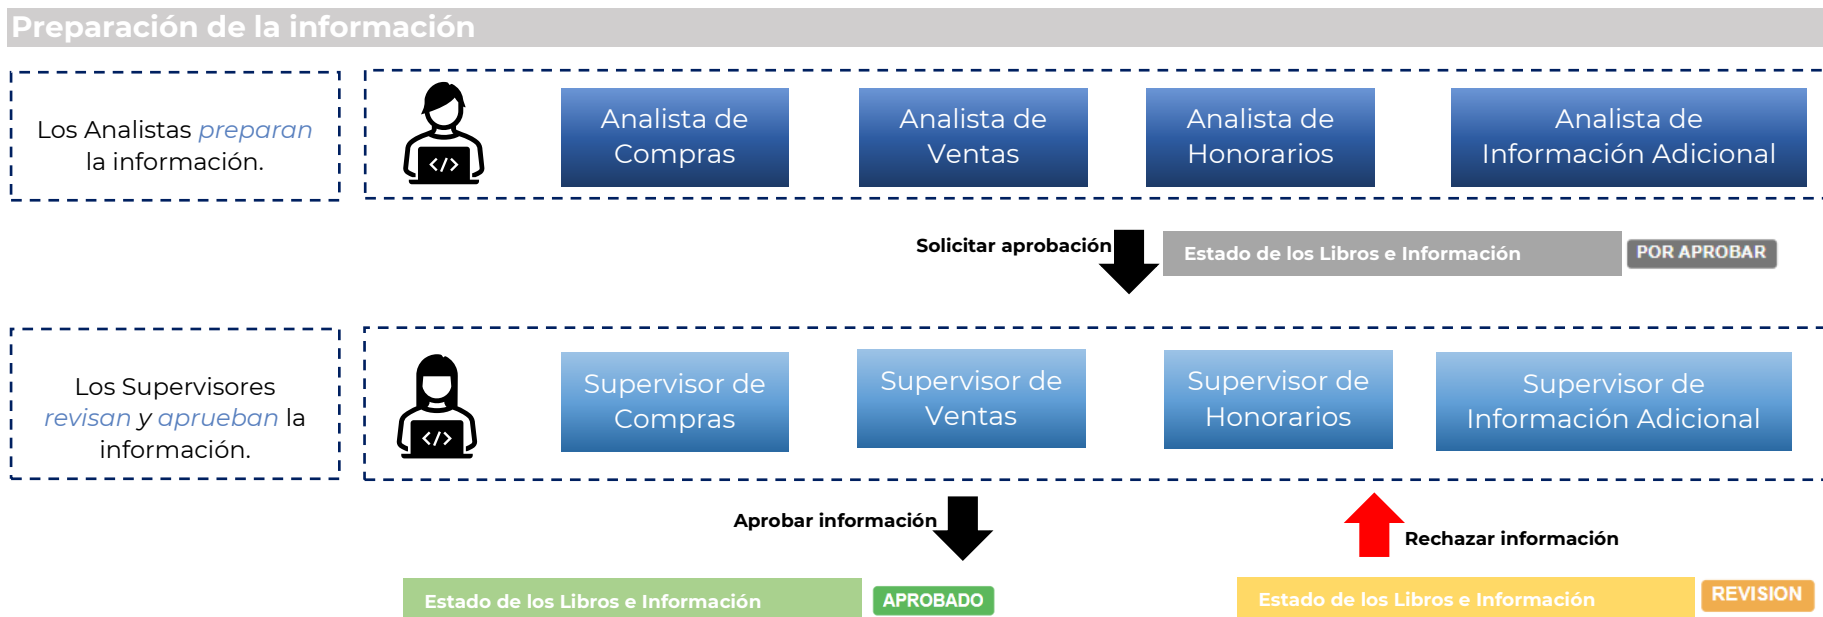 Preparación de la información
Los Analistas preparan
la información.
</>
Analista de
Compras
Analista de
Ventas
Analista de
Honorarios
Analista de
Información Adicional
Solicitar aprobación
Estado de los Libros e Información
POR APROBAR
Los Supervisores
revisan y aprueban la
información.
</>
Supervisor de
Compras
Supervisor de
Ventas
Supervisor de
Honorarios
Supervisor de
Información Adicional
Aprobar información
Rechazar información
Estado de los Libros e Información
APROBADO
Estado de los Libros e Información
REVISION